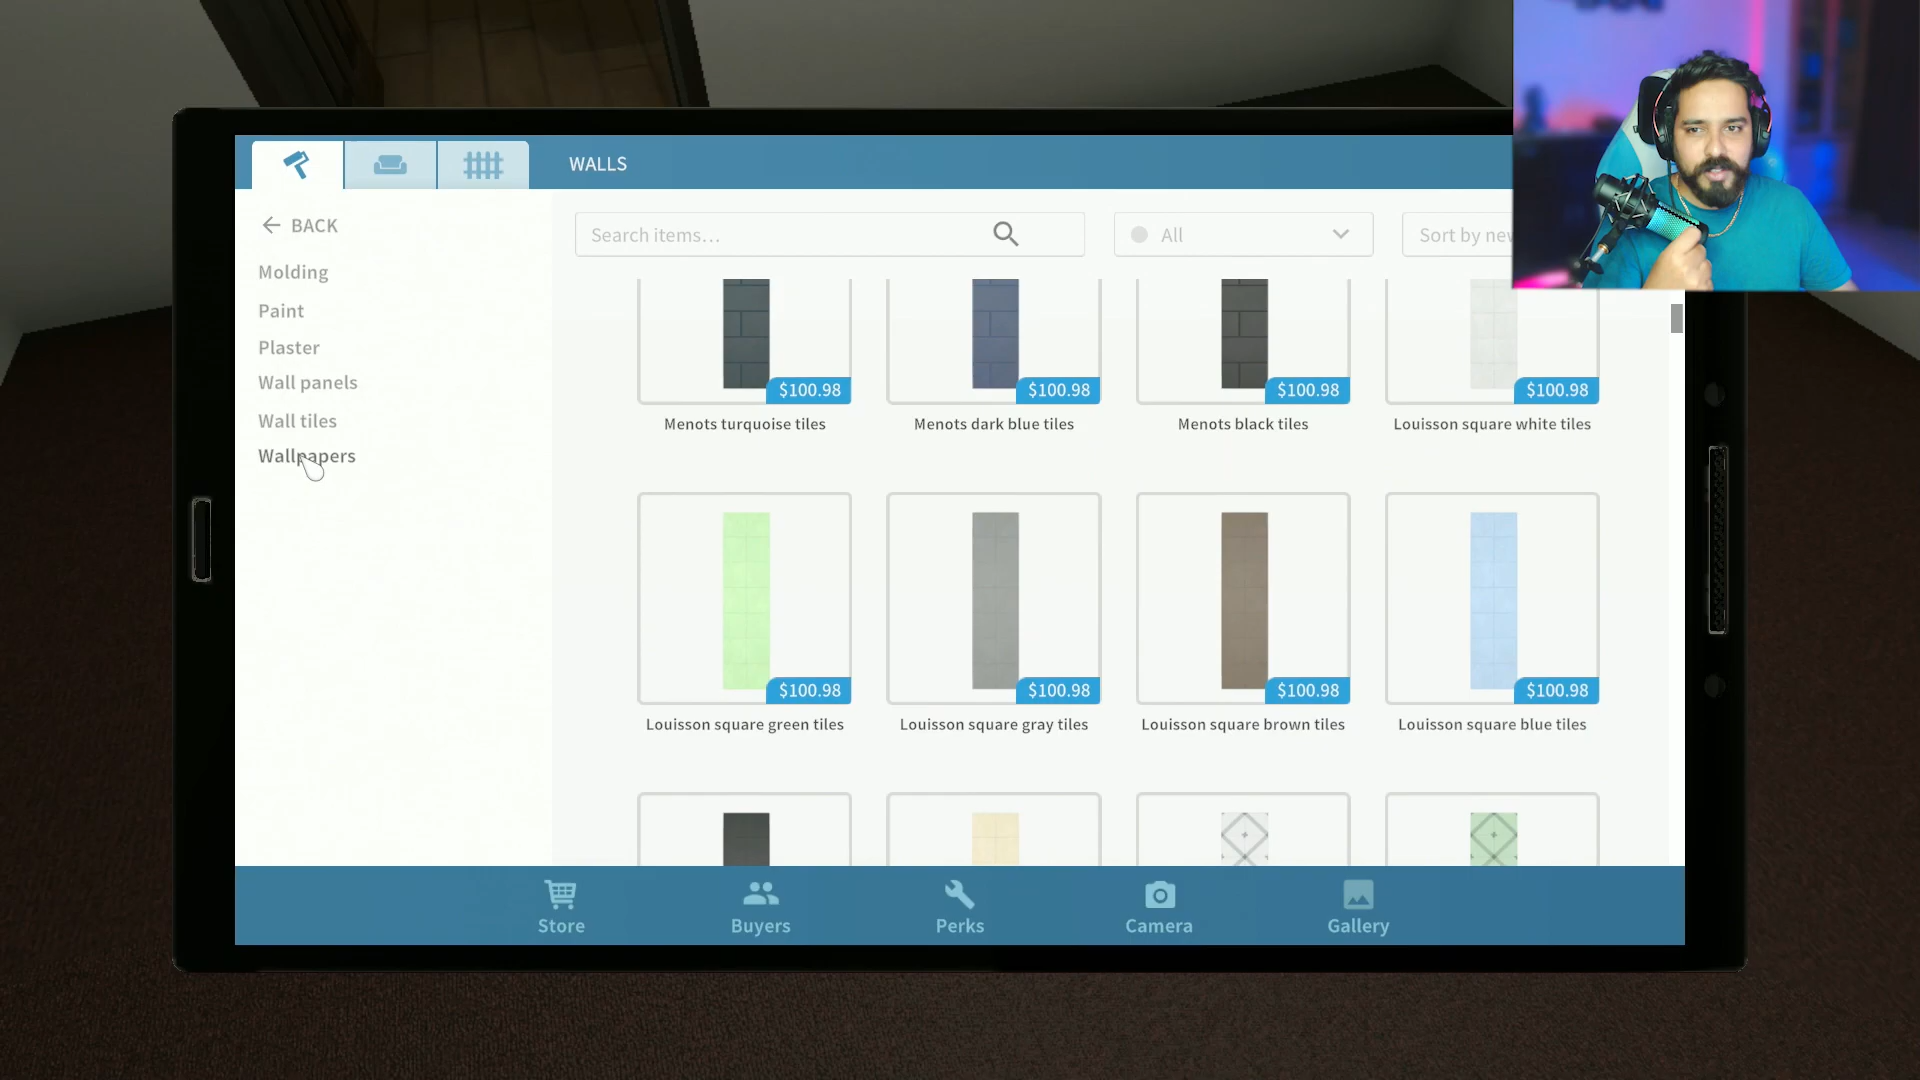 WALLS
BACK
Search items...
All
Sort by new
Molding
Paint
Plaster
Wall panels
Wall tiles
Wallpapers
$100.98 $100.98 $100.98 $100.98
Menots turquoise tiles Menots dark blue tiles Menots black tiles Louisson square white tiles
$100.98 $100.98 $100.98 $100.98
Louisson square green tiles Louisson square gray tiles Louisson square brown tiles Louisson square blue tiles
Store Buyers Perks Camera Gallery